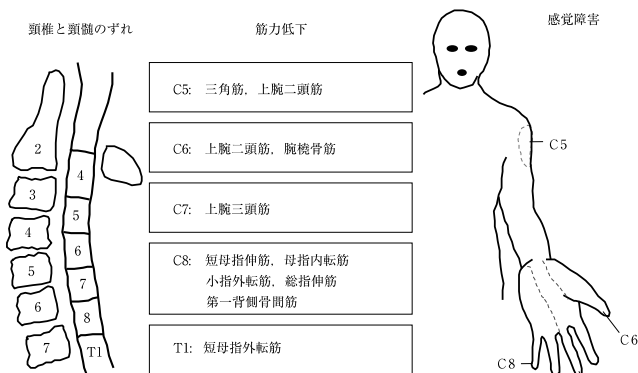 頸椎と頸髄のずれ
筋力低下
感覚障害
2
3
4
5
6
7
4
5
6
7
8
T1
C5: 三角筋，上腕二頭筋
C6: 上腕二頭筋，腕橈骨筋
C7: 上腕三頭筋
C8: 短母指伸筋，母指内転筋
小指外転筋，総指伸筋
第一背側骨間筋
T1: 短母指外転筋
C5
C6
C8